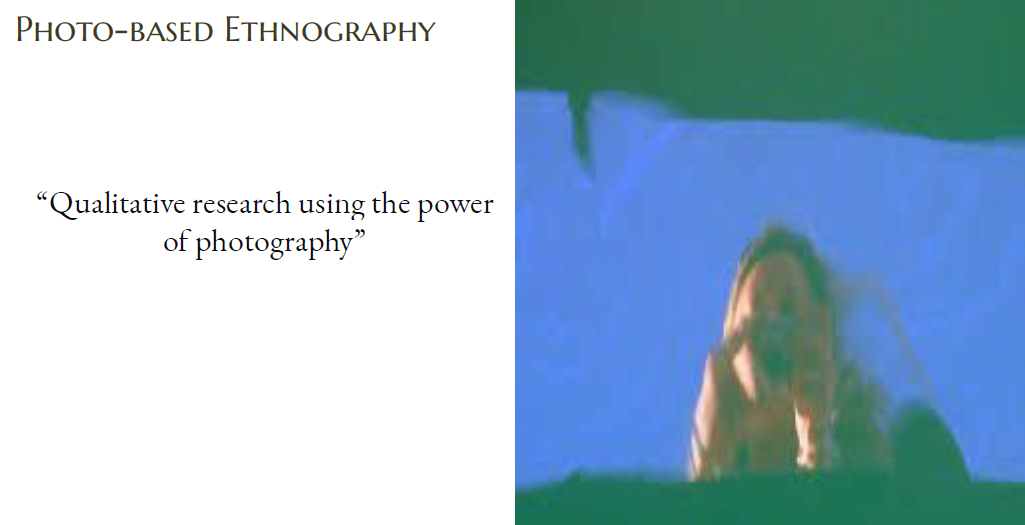 Photo-based Ethnography
“Qualitative research using the power
of photography”